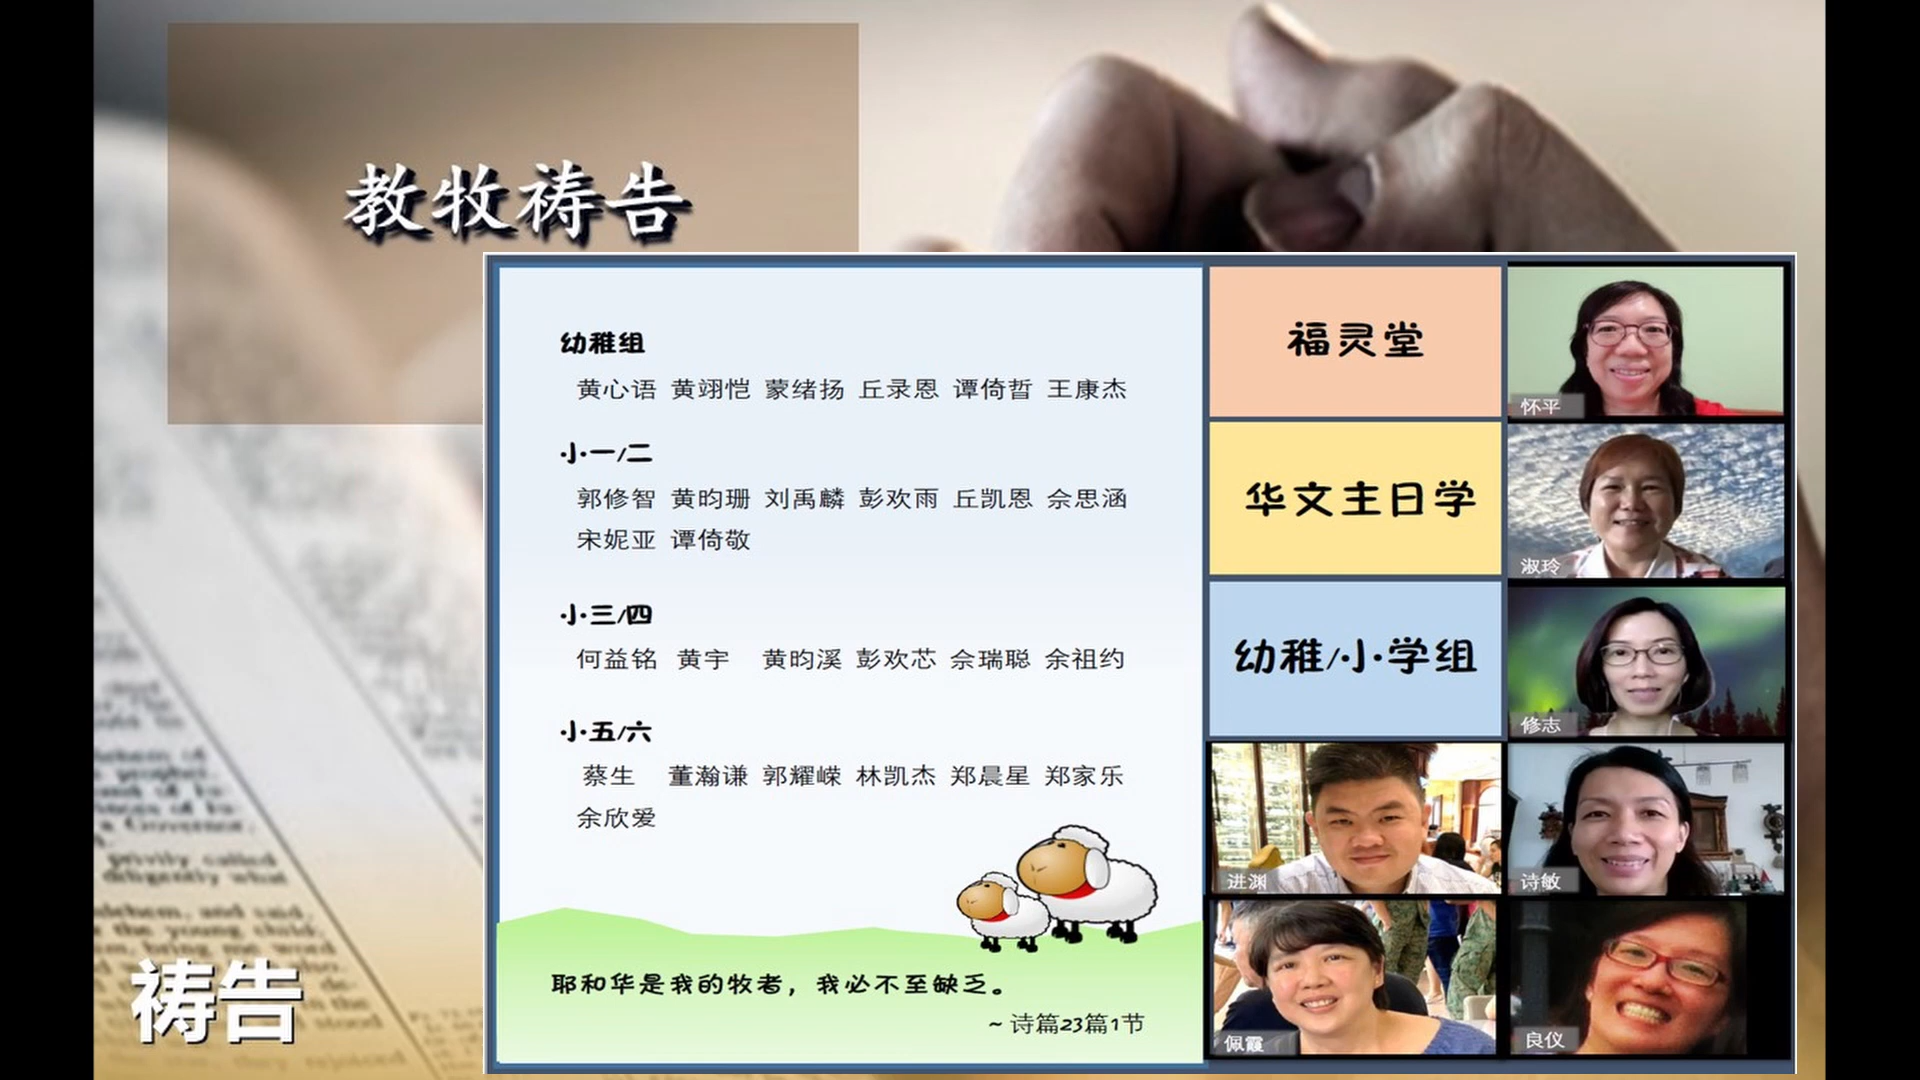 教牧祷告
幼稚组
黄心语 黄翊恺 蒙绪扬 丘录恩 谭倚哲 王康杰
小一/二
郭修智 黄昀珊 刘禹麟 彭欢雨 丘凯恩 佘思涵
宋妮亚 谭倚敬
小三/四
何益铭 黄宇 黄昀溪 彭欢芯 佘瑞聪 余祖约
小五/六
蔡生 董瀚谦 郭耀嵘 林凯杰 郑晨星 郑家乐
余欣爱
耶和华是我的牧者，我必不至缺乏。
~ 诗篇23篇1节
福灵堂
怀平
华文主日学
淑玲
幼稚/小学组
修志
进渊
诗敏
佩霞
良仪
祷告